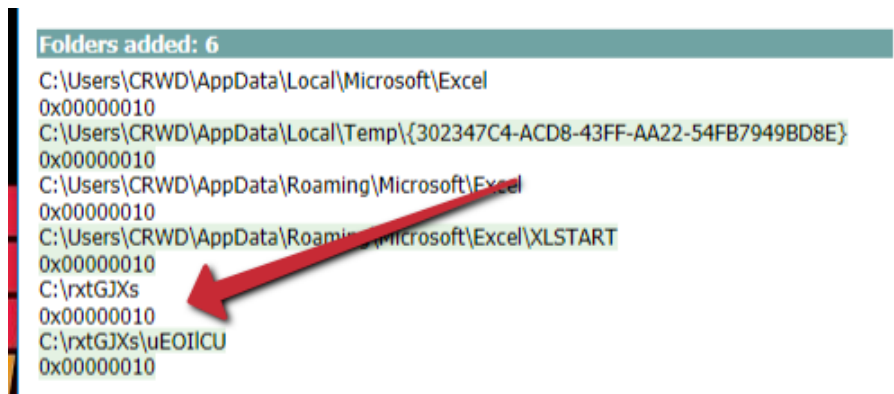 Folders added: 6
C:\Users\CRWD\AppData\Local\Microsoft\Excel
0x00000010
C:\Users\CRWD\AppData\Local\Temp\{302347C4-ACD8-43FF-AA22-54FB7949BD8E}
0x00000010
C:\Users\CRWD\AppData\Roaming\Microsoft\Excel
0x00000010
C:\Users\CRWD\AppData\Roaming\Microsoft\Excel\XLSTART
0x00000010
C:\rxtGJXs
0x00000010
C:\rxtGJXs\uEOIlCU
0x00000010